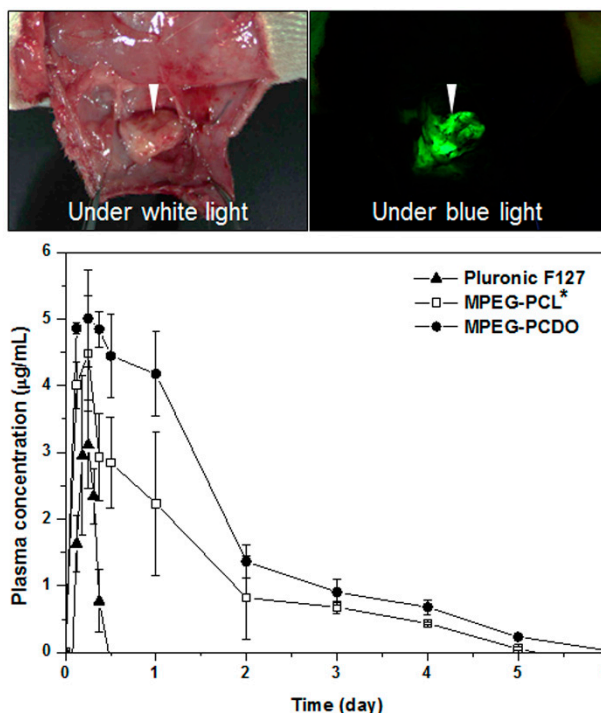 Under white light
Under blue light
Plasma concentration (µg/mL)
6
5
4
3
2
1
0
Pluronic F127
MPEG-PCL*
MPEG-PCDO
0 1 2 3 4 5
Time (day)